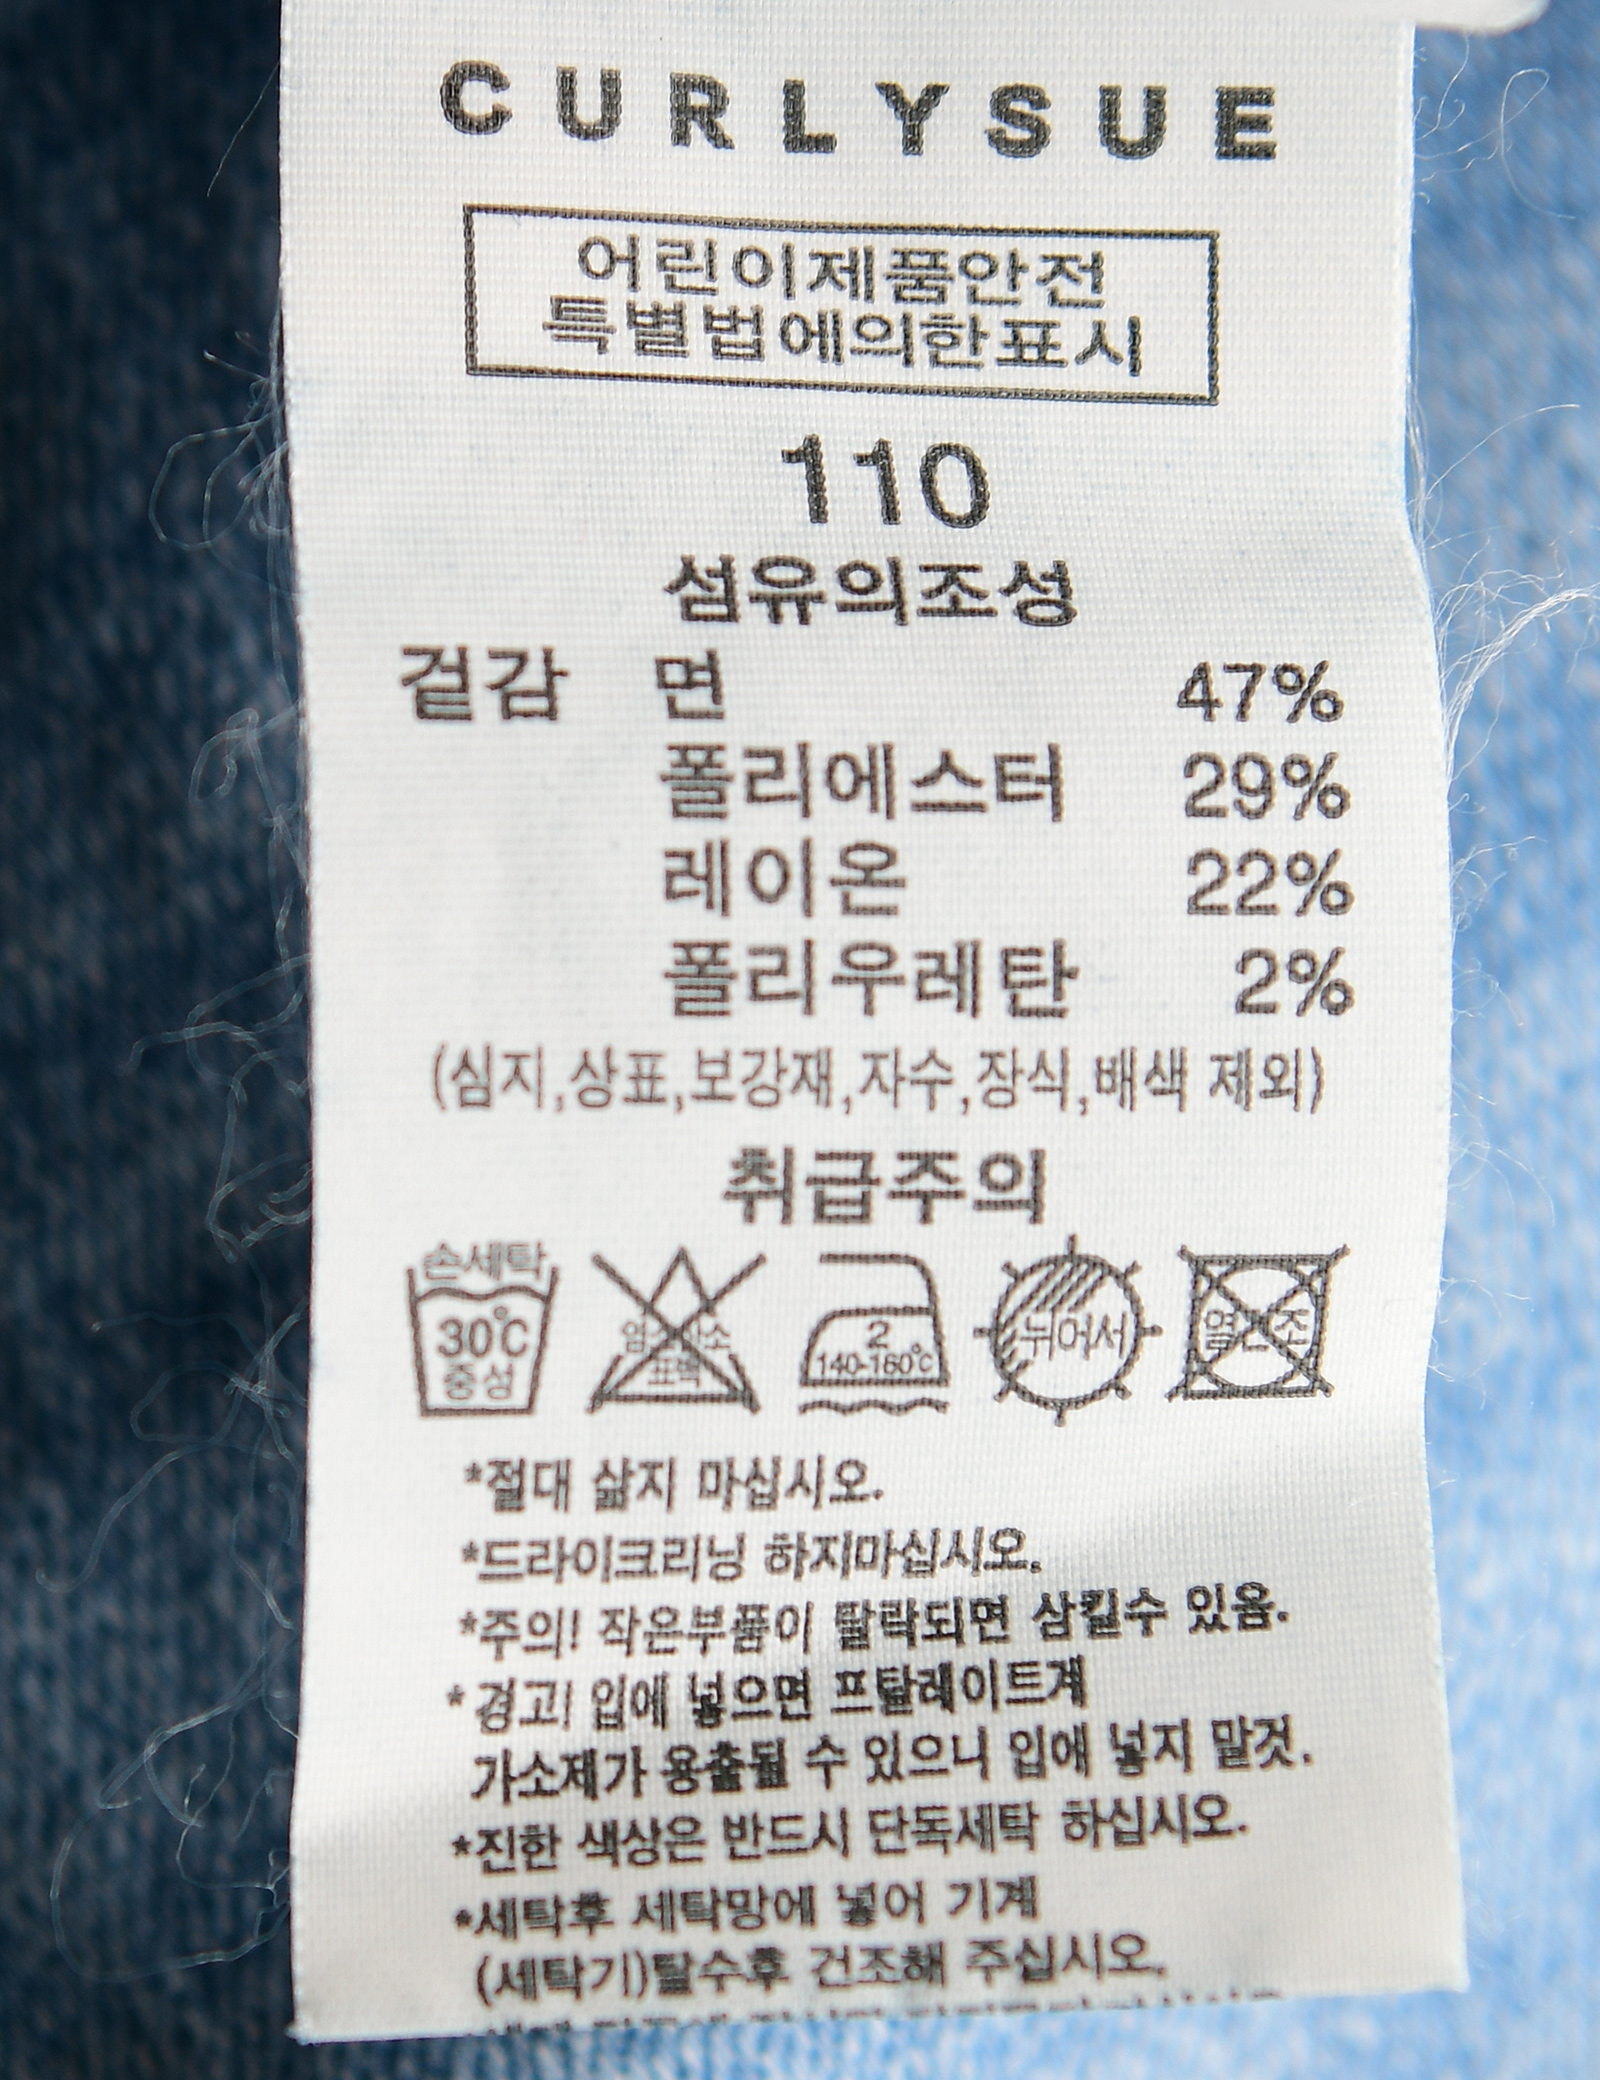 CURLYSUE
어린이제품안전
특별법에의한표시
110
섬유의조성
겉감 면 47%
폴리에스터 29%
레이온 22%
폴리우레탄 2%
(심지,상표,보강재,자수,장식,배색 제외)
취급주의
손세탁
30℃
중성
염소산소
표백
2
140-160℃
뉘어서
열건조
*절대 삶지 마십시오.
*드라이크리닝 하지마십시오.
*주의! 작은부품이 탈락되면 삼킬수 있음.
*경고! 입에 넣으면 프탈레이트계
가소제가 용출될 수 있으니 입에 넣지 말것.
*진한 색상은 반드시 단독세탁 하십시오.
*세탁후 세탁망에 넣어 기계
(세탁기)탈수후 건조해 주십시오.